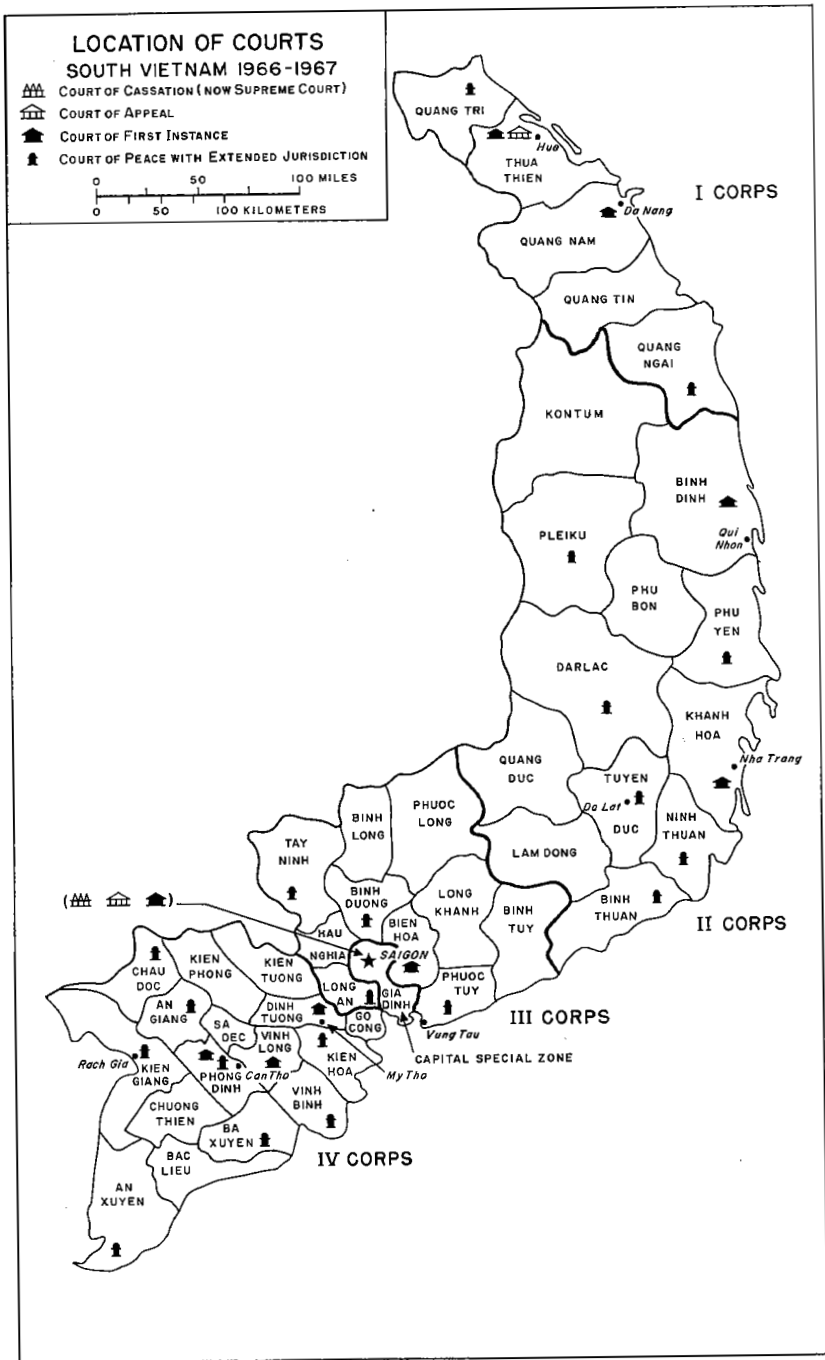 LOCATION OF COURTS
SOUTH VIETNAM 1966-1967
COURT OF CASSATION (NOW SUPREME COURT)
COURT OF APPEAL
COURT OF FIRST INSTANCE
COURT OF PEACE WITH EXTENDED JURISDICTION
0 50 100 MILES
0 50 100 KILOMETERS
QUANG TRI
Hue
THUA
THIEN
I CORPS
Da Nang
QUANG NAM
QUANG TIN
QUANG
NGAI
KONTUM
BINH
DINH
Qui
Nhon
PLEIKU
PHU
BON
PHU
YEN
DARLAC
KHANH
HOA
Nha Trang
QUANG
DUC
TUYEN
Da Lat
DUC
NINH
THUAN
PHUOC
LONG
BINH
LONG
TAY
NINH
LAM DONG
BINH
THUAN
II CORPS
BINH
DUONG
LONG
KHANH
BINH
TUY
( )
HAU
NGHIA
BIEN
HOA
SAIGON
PHUOC
TUY
CHAU
DOC
KIEN
PHONG
KIEN
TUONG
LONG
AN
GIA
DINH
III CORPS
Vung Tau
CAPITAL SPECIAL ZONE
AN
GIANG
SA
DEC
DINH
TUONG
GO
CONG
VINH
LONG
KIEN
HOA
My Tho
Rach Gia
KIEN
GIANG
PHONG
DINH
Can Tho
CHUONG
THIEN
VINH
BINH
BA
XUYEN
BAC
LIEU
IV CORPS
AN
XUYEN